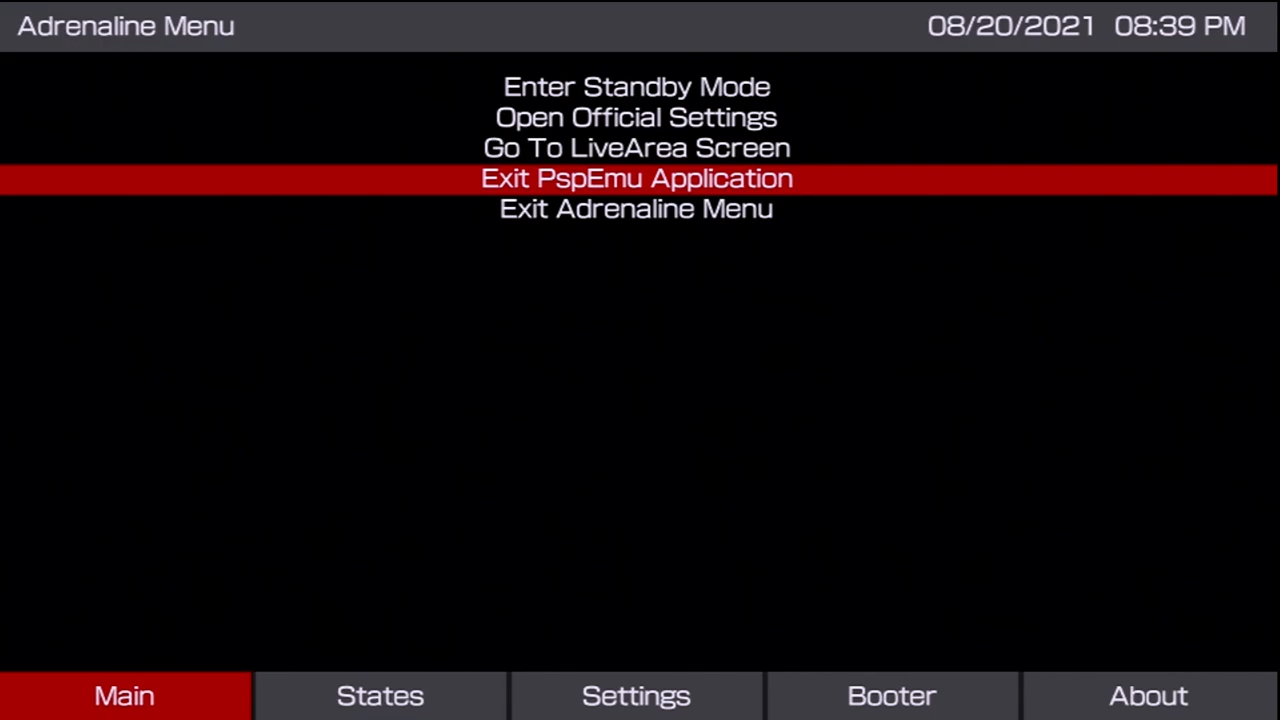 Adrenaline Menu 08/20/2021 08:39 PM
Enter Standby Mode
Open Official Settings
Go To LiveArea Screen
Exit PspEmu Application
Exit Adrenaline Menu
Main States Settings Booter About